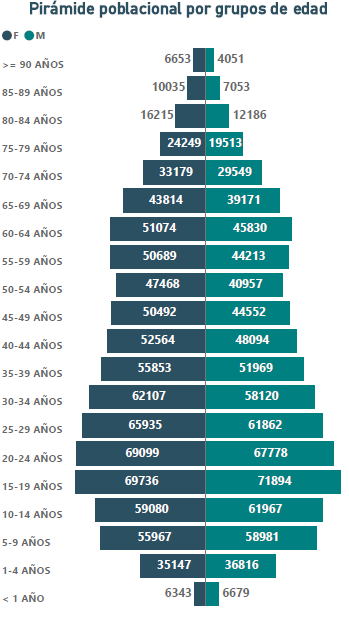 Pirámide poblacional por grupos de edad
F M
>= 90 AÑOS 6653 4051
85-89 AÑOS 10035 7053
80-84 AÑOS 16215 12186
75-79 AÑOS 24249 19513
70-74 AÑOS 33179 29549
65-69 AÑOS 43814 39171
60-64 AÑOS 51074 45830
55-59 AÑOS 50689 44213
50-54 AÑOS 47468 40957
45-49 AÑOS 50492 44552
40-44 AÑOS 52564 48094
35-39 AÑOS 55853 51969
30-34 AÑOS 62107 58120
25-29 AÑOS 65935 61862
20-24 AÑOS 69099 67778
15-19 AÑOS 69736 71894
10-14 AÑOS 59080 61967
5-9 AÑOS 55967 58981
1-4 AÑOS 35147 36816
< 1 AÑO 6343 6679